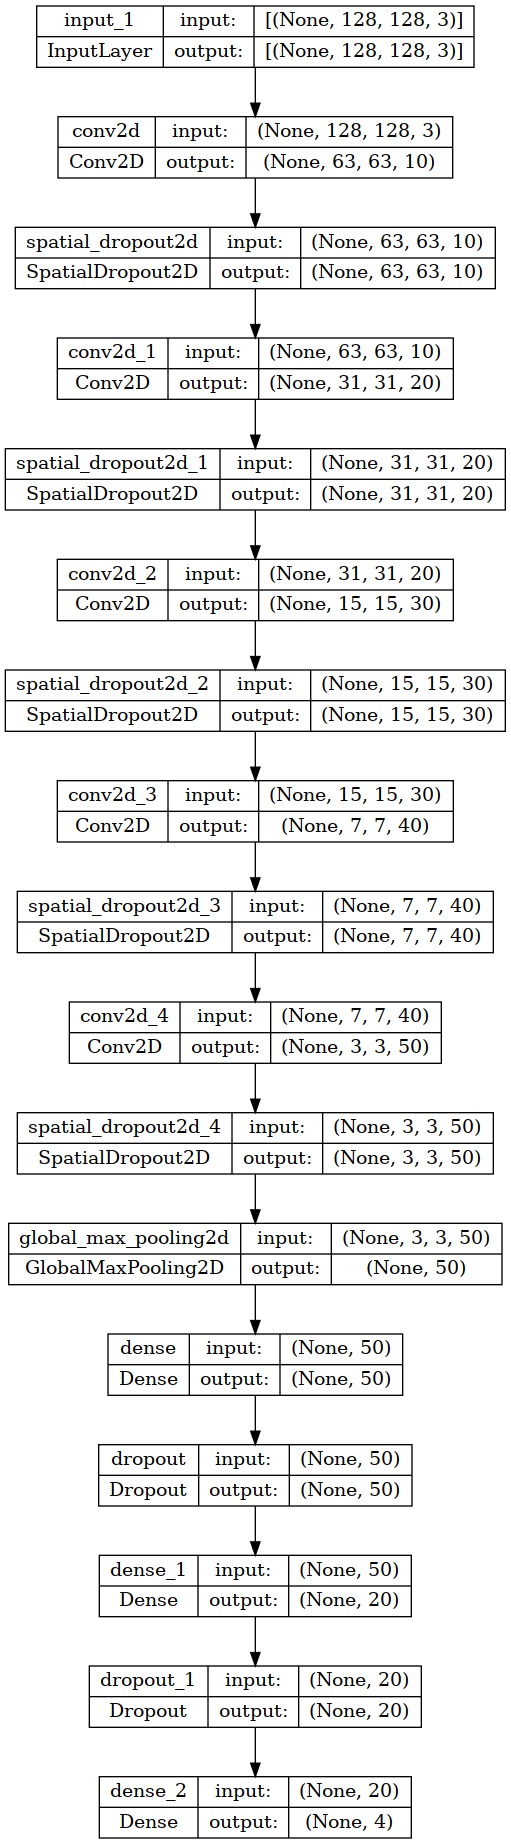 input_1 input: [(None, 128, 128, 3)]
InputLayer output: [(None, 128, 128, 3)]
conv2d input: (None, 128, 128, 3)
Conv2D output: (None, 63, 63, 10)
spatial_dropout2d input: (None, 63, 63, 10)
SpatialDropout2D output: (None, 63, 63, 10)
conv2d_1 input: (None, 63, 63, 10)
Conv2D output: (None, 31, 31, 20)
spatial_dropout2d_1 input: (None, 31, 31, 20)
SpatialDropout2D output: (None, 31, 31, 20)
conv2d_2 input: (None, 31, 31, 20)
Conv2D output: (None, 15, 15, 30)
spatial_dropout2d_2 input: (None, 15, 15, 30)
SpatialDropout2D output: (None, 15, 15, 30)
conv2d_3 input: (None, 15, 15, 30)
Conv2D output: (None, 7, 7, 40)
spatial_dropout2d_3 input: (None, 7, 7, 40)
SpatialDropout2D output: (None, 7, 7, 40)
conv2d_4 input: (None, 7, 7, 40)
Conv2D output: (None, 3, 3, 50)
spatial_dropout2d_4 input: (None, 3, 3, 50)
SpatialDropout2D output: (None, 3, 3, 50)
global_max_pooling2d input: (None, 3, 3, 50)
GlobalMaxPooling2D output: (None, 50)
dense input: (None, 50)
Dense output: (None, 50)
dropout input: (None, 50)
Dropout output: (None, 50)
dense_1 input: (None, 50)
Dense output: (None, 20)
dropout_1 input: (None, 20)
Dropout output: (None, 20)
dense_2 input: (None, 20)
Dense output: (None, 4)